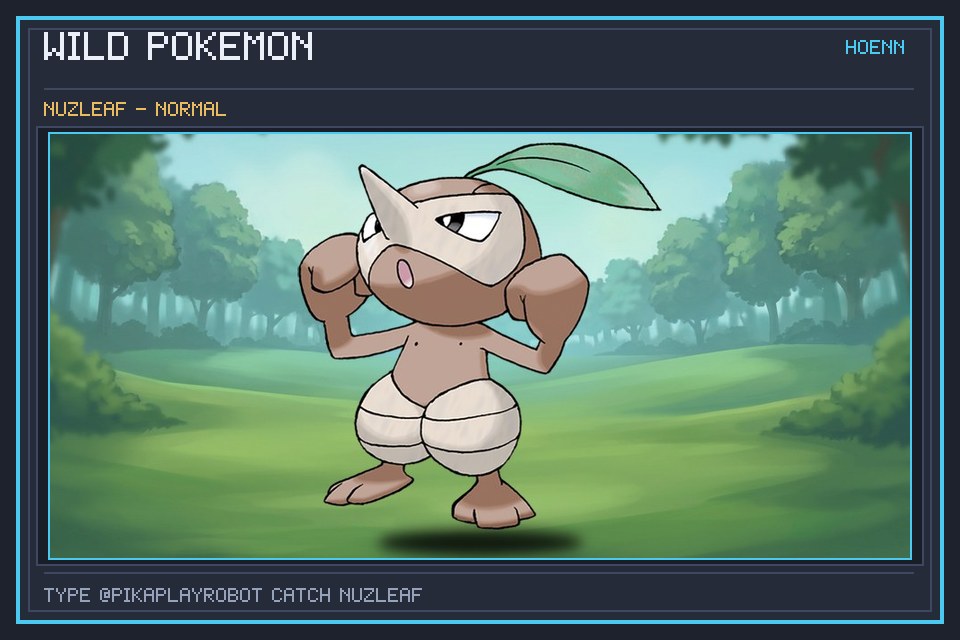 WILD POKEMON
HOENN
NUZLEAF - NORMAL
TYPE @PIKAPLAYROBOT CATCH NUZLEAF